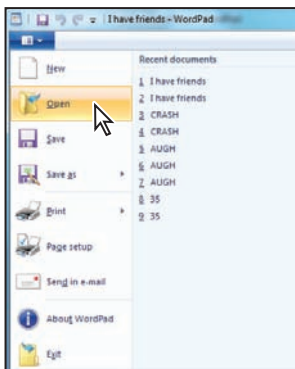 I have friends - WordPad
New
Open
Save
Save as
Print
Page setup
Send in e-mail
About WordPad
Exit
Recent documents
1 I have friends
2 I have friends
3 CRASH
4 CRASH
5 AUGH
6 AUGH
7 AUGH
8 35
9 35